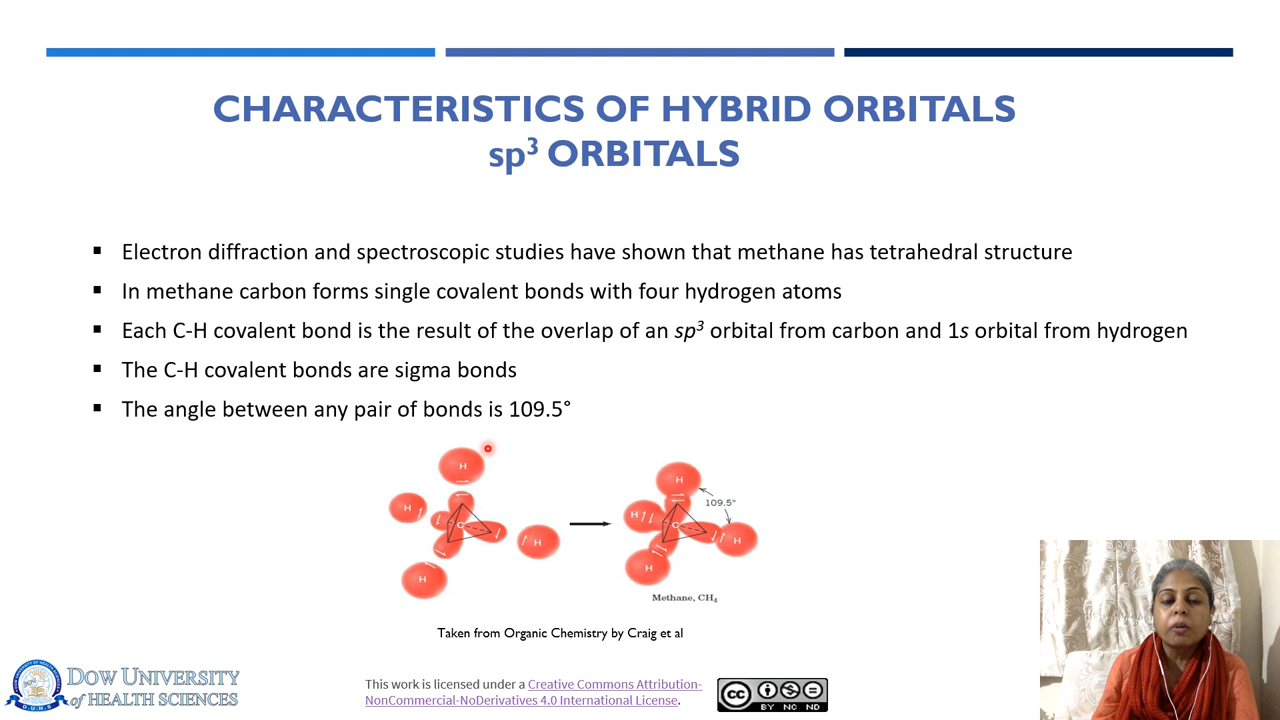 CHARACTERISTICS OF HYBRID ORBITALS
sp³ ORBITALS
▪ Electron diffraction and spectroscopic studies have shown that methane has tetrahedral structure
▪ In methane carbon forms single covalent bonds with four hydrogen atoms
▪ Each C-H covalent bond is the result of the overlap of an sp³ orbital from carbon and 1s orbital from hydrogen
▪ The C-H covalent bonds are sigma bonds
▪ The angle between any pair of bonds is 109.5°
H
H
C
H
H
H
109.5°
H
C
H
H
Methane, CH₄
Taken from Organic Chemistry by Craig et al
DOW UNIVERSITY
of HEALTH SCIENCES
D.U.H.S
This work is licensed under a Creative Commons Attribution-
NonCommercial-NoDerivatives 4.0 International License.
cc
BY NC ND